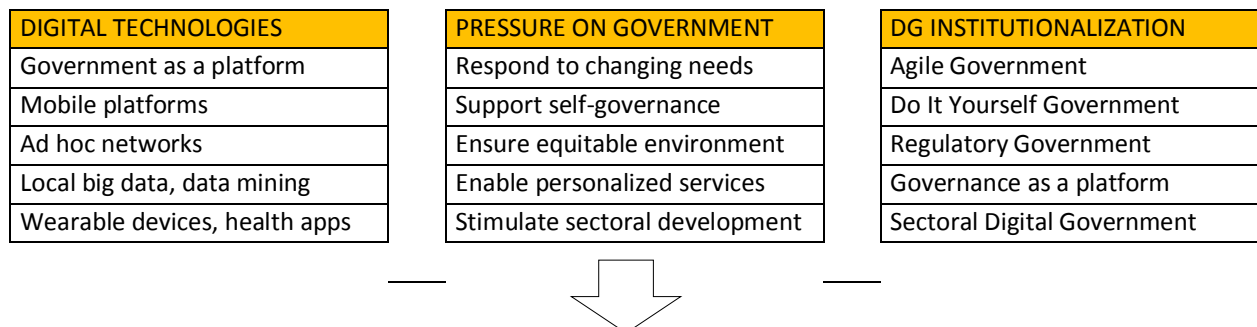 DIGITAL TECHNOLOGIES
Government as a platform
Mobile platforms
Ad hoc networks
Local big data, data mining
Wearable devices, health apps
PRESSURE ON GOVERNMENT
Respond to changing needs
Support self-governance
Ensure equitable environment
Enable personalized services
Stimulate sectoral development
DG INSTITUTIONALIZATION
Agile Government
Do It Yourself Government
Regulatory Government
Governance as a platform
Sectoral Digital Government